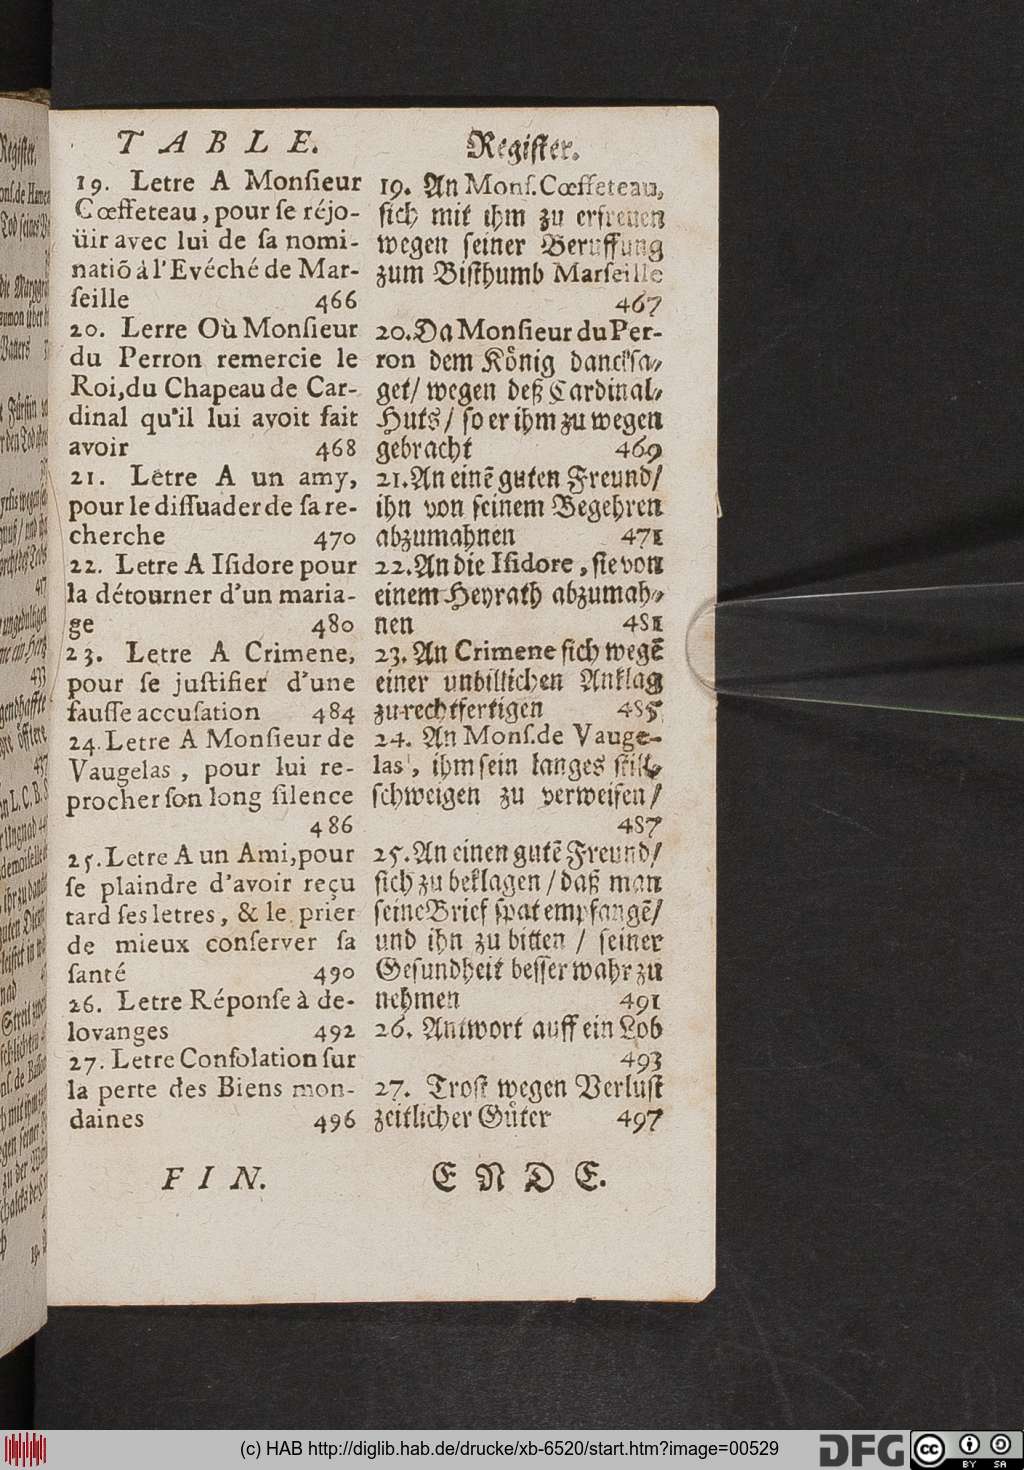 TABLE.
19. Letre A Monſieur
Cœffeteau, pour ſe réjo-
üir avec lui de ſa nomi-
natiõ à l'Evéché de Mar-
ſeille 466
20. Lerre Où Monſieur
du Perron remercie le
Roi,du Chapeau de Car-
dinal qu'il lui avoit fait
avoir 468
21. Letre A un amy,
pour le diſſuader de ſa re-
cherche 470
22. Letre A Iſidore pour
la détourner d'un maria-
ge 480
23. Letre A Crimene,
pour ſe juſtifier d'une
fauſſe accuſation 484
24. Letre A Monſieur de
Vaugelas, pour lui re-
procher ſon long ſilence
486
25. Letre A un Ami, pour
ſe plaindre d'avoir reçu
tard ſes letres, & le prier
de mieux conſerver ſa
ſanté 490
26. Letre Réponſe à de-
lovanges 492
27. Letre Conſolation ſur
la perte des Biens mon-
daines 496
FIN.
Regiſter.
19. An Monſ. Cœffeteau,
ſich mit ihm zu erfreuen
wegen ſeiner Beruffung
zum Biſthumb Marſeille
467
20. Da Monſieur du Per-
ron dem König danckſa-
get/ wegen deß Cardinal-
Huts/ ſo er ihm zu wegen
gebracht 469
21. An einē guten Freund/
ihn von ſeinem Begehren
abzumahnen 471
22. An die Iſidore, ſie von
einem Heyrath abzumah-
nen 481
23. An Crimene ſich wegē
einer unbillichen Anklag
zu rechtfertigen 485
24. An Monſ. de Vauge-
las, ihm ſein langes ſtill-
ſchweigen zu verweiſen/
487
25. An einen gutē Freund/
ſich zu beklagen/ daß man
ſeine Brief ſpat empfangē/
und ihn zu bitten/ ſeiner
Geſundheit beſſer wahr zu
nehmen 491
26. Antwort auff ein Lob
493
27. Troſt wegen Verluſt
zeitlicher Güter 497
ENDE.
(c) HAB http://diglib.hab.de/drucke/xb-6520/start.htm?image=00529
DFG
cc BY SA